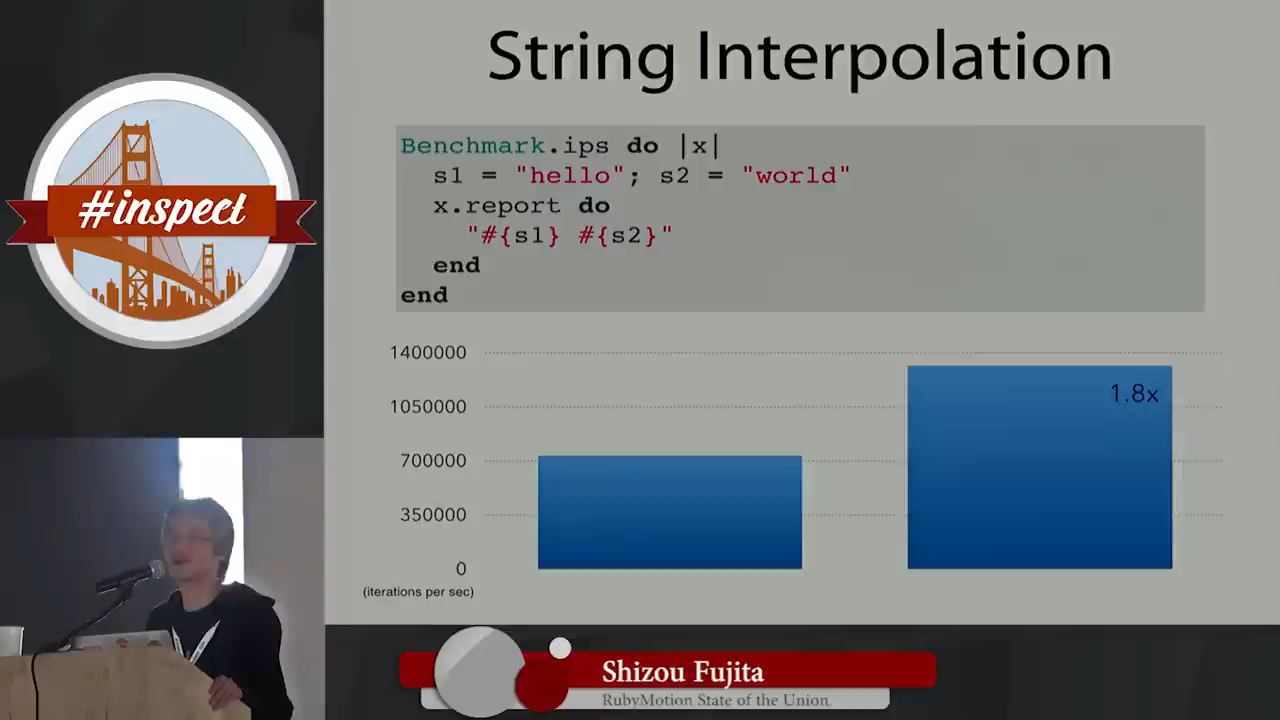 #inspect
String Interpolation
Benchmark.ips do |x|
s1 = "hello"; s2 = "world"
x.report do
"#{s1} #{s2}"
end
end
1400000
1050000
700000
350000
0
(iterations per sec)
1.8x
Shizou Fujita
RubyMotion State of the Union